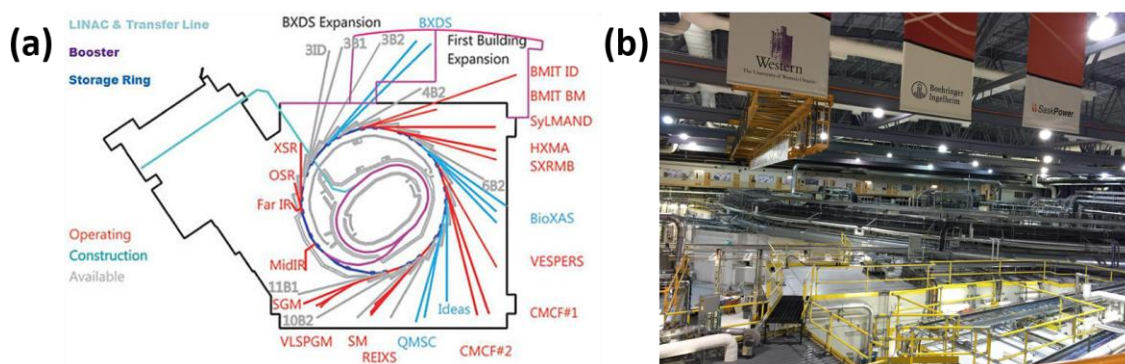 (a)
LINAC & Transfer Line
Booster
Storage Ring
Operating
Construction
Available
BXDS Expansion
BXDS
First Building
Expansion
3ID
3B1
3B2
4B2
BMIT ID
BMIT BM
SyLMAND
HXMA
SXRMB
6B2
BioXAS
VESPERS
CMCF#1
CMCF#2
Ideas
QMSC
REIXS
SM
VLSPGM
10B2
SGM
11B1
MidIR
Far IR
OSR
XSR
(b)
Western
The University of Western Ontario
Boehringer
Ingelheim
SaskPower